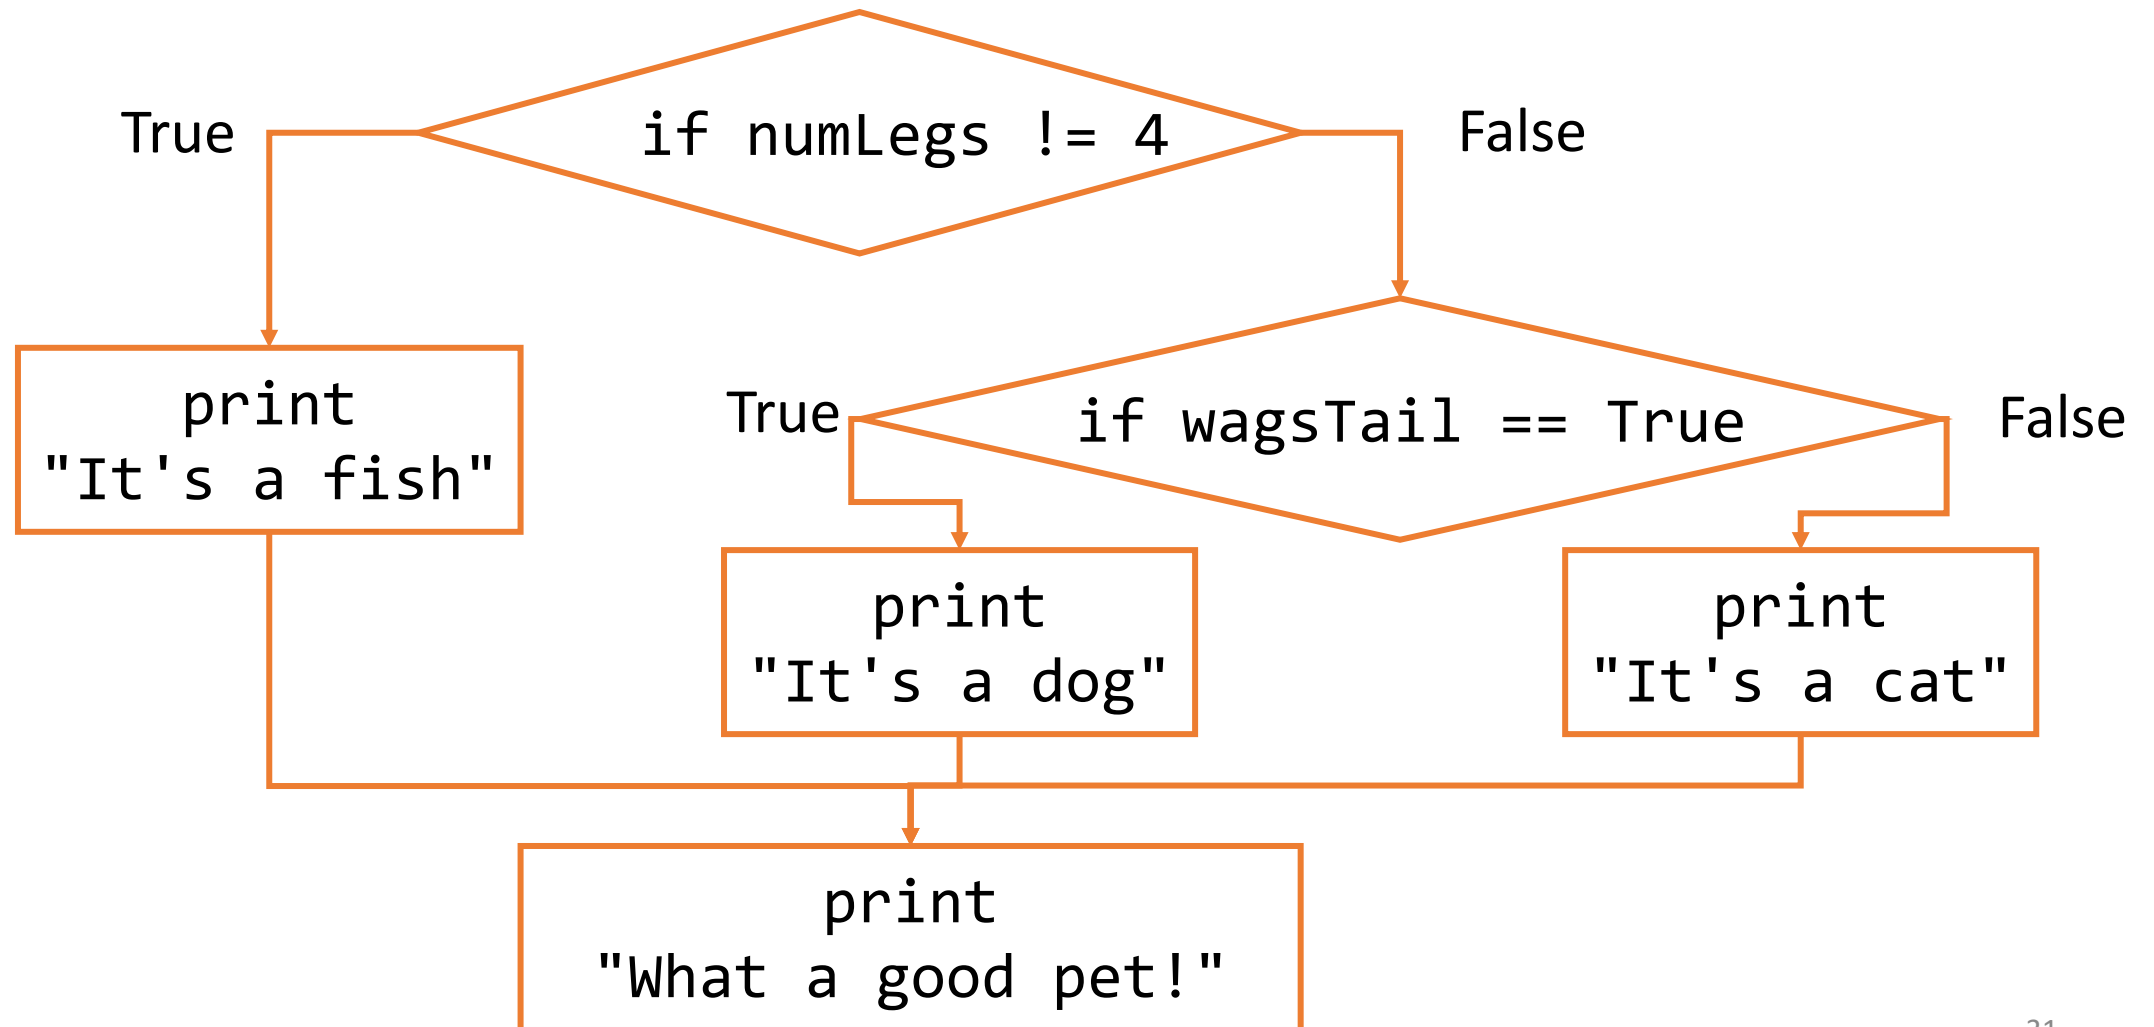 True
if numLegs != 4
False
print
"It's a fish"
True
if wagsTail == True
False
print
"It's a dog"
print
"It's a cat"
print
"What a good pet!"